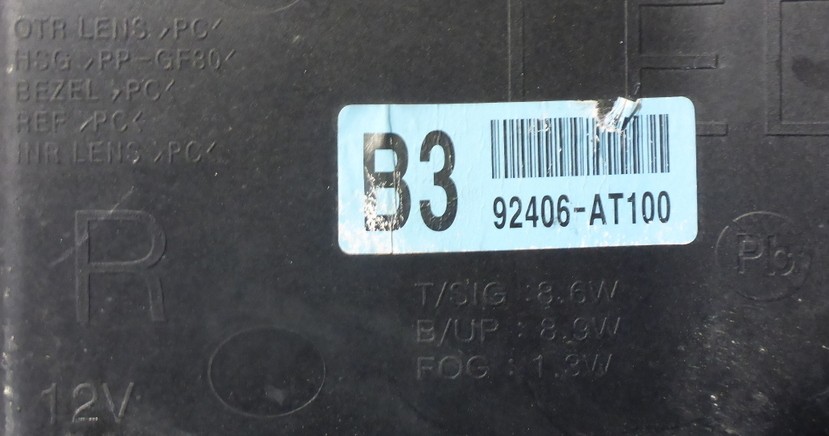 OTR LENS >PC<
HSG >PP-GF30<
BEZEL >PC<
REF >PC<
INR LENS >PC<
B3
92406-AT100
R
Pb
T/SIG : 8.6W
B/UP : 8.9W
FOG : 1.3W
12V